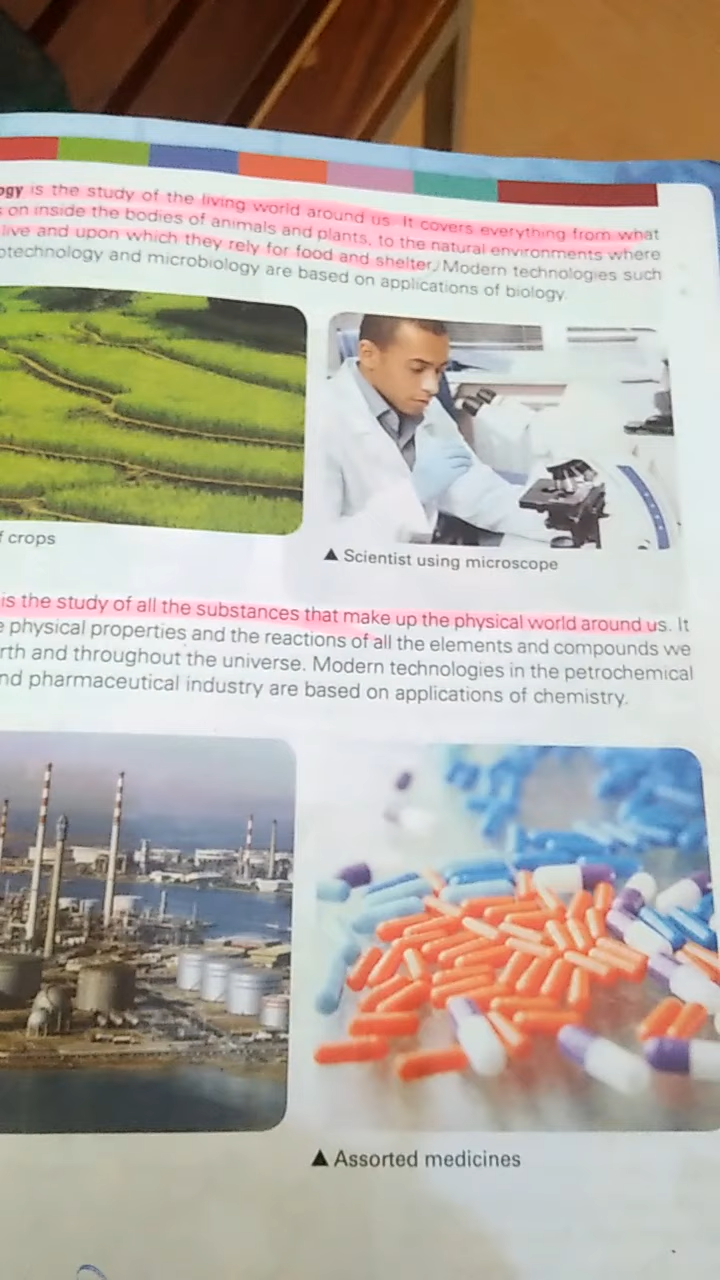 ogy is the study of the living world around us. It covers everything from what
on inside the bodies of animals and plants, to the natural environments where
live and upon which they rely for food and shelter. Modern technologies such
otechnology and microbiology are based on applications of biology.
f crops
▲ Scientist using microscope
is the study of all the substances that make up the physical world around us. It
e physical properties and the reactions of all the elements and compounds we
rth and throughout the universe. Modern technologies in the petrochemical
nd pharmaceutical industry are based on applications of chemistry.
▲ Assorted medicines